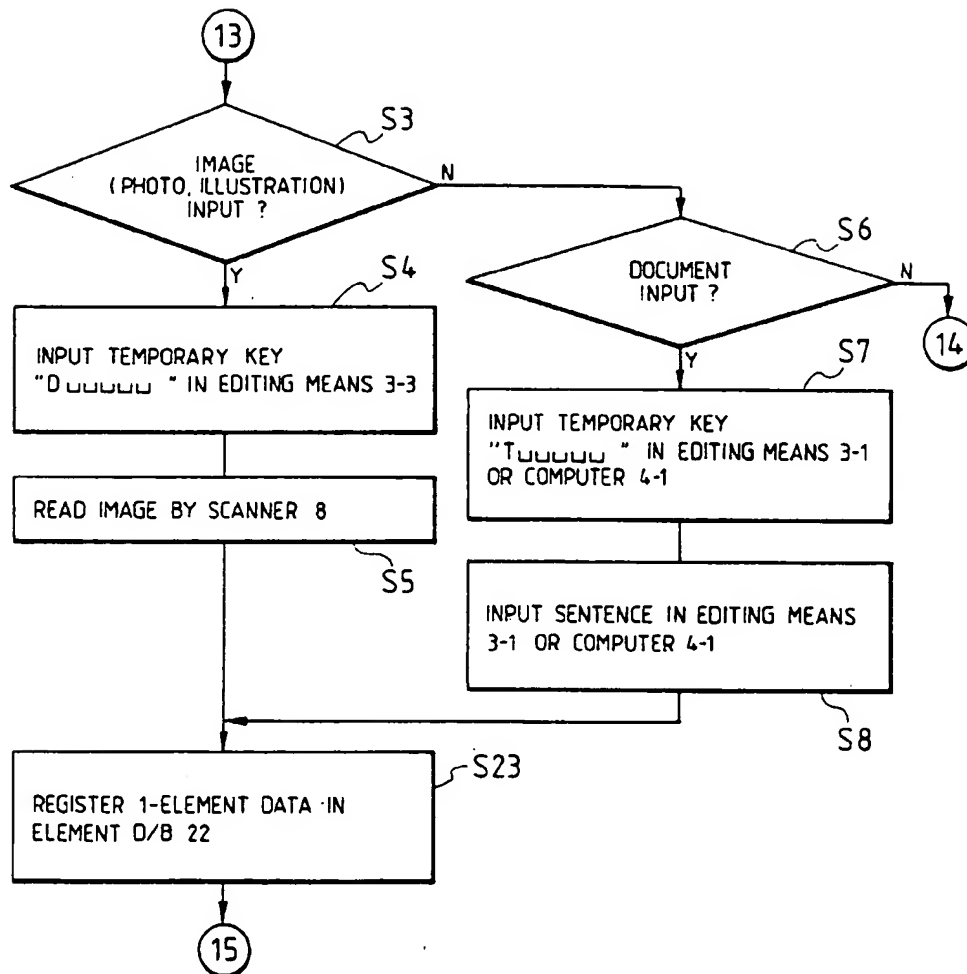 13
S3
IMAGE
(PHOTO, ILLUSTRATION)
INPUT ?
N
Y
S4
INPUT TEMPORARY KEY
"D␣␣␣␣␣ " IN EDITING MEANS 3-3
READ IMAGE BY SCANNER 8
S5
S6
DOCUMENT
INPUT ?
N
14
Y
S7
INPUT TEMPORARY KEY
"T␣␣␣␣␣ " IN EDITING MEANS 3-1
OR COMPUTER 4-1
INPUT SENTENCE IN EDITING MEANS
3-1 OR COMPUTER 4-1
S8
S23
REGISTER 1-ELEMENT DATA IN
ELEMENT D/B 22
15